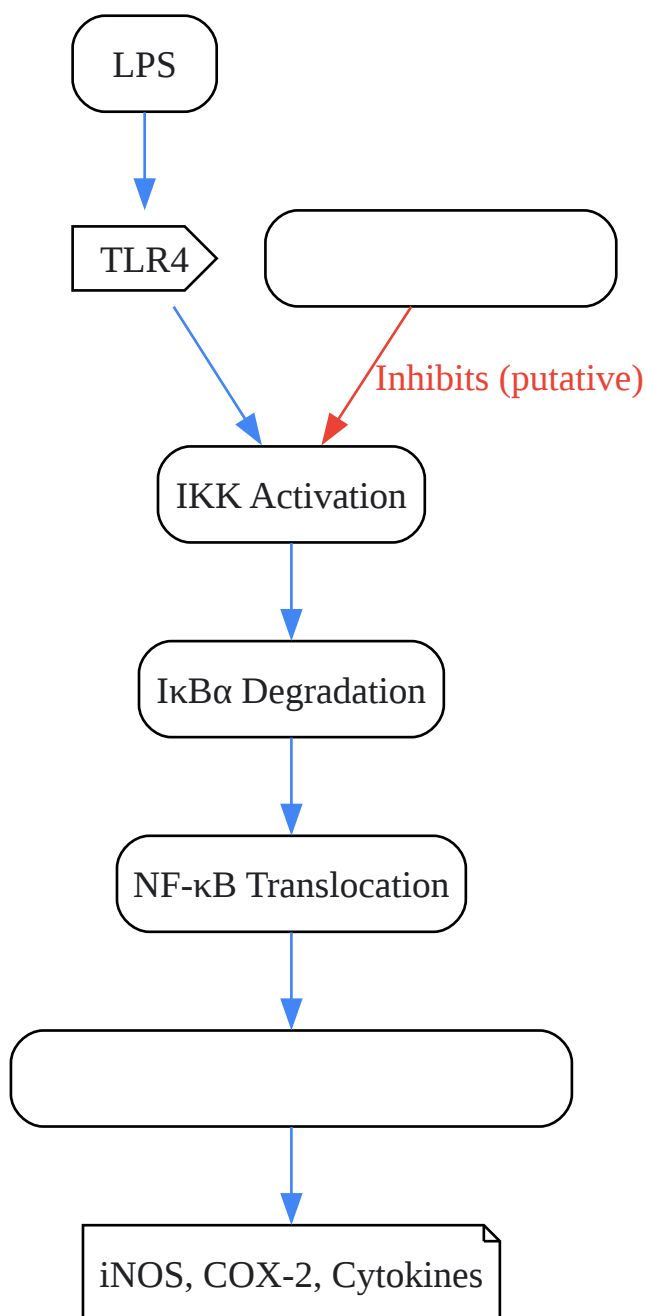 LPS
TLR4
Inhibits (putative)
IKK Activation
IκBα Degradation
NF-κB Translocation
iNOS, COX-2, Cytokines